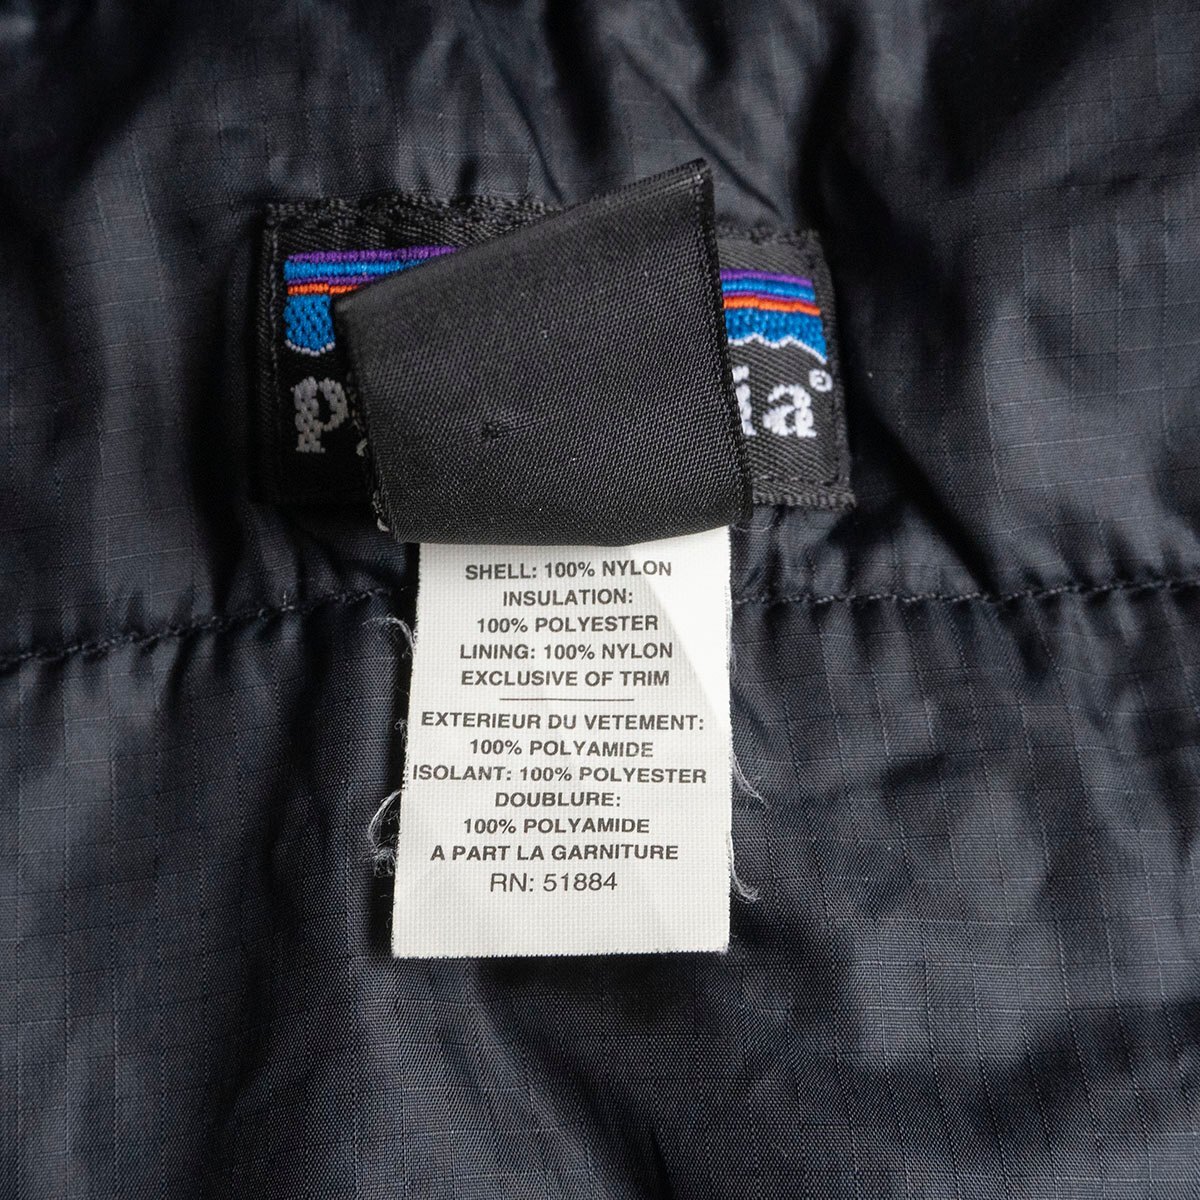 p ia®
SHELL: 100% NYLON
INSULATION:
100% POLYESTER
LINING: 100% NYLON
EXCLUSIVE OF TRIM
EXTERIEUR DU VETEMENT:
100% POLYAMIDE
ISOLANT: 100% POLYESTER
DOUBLURE:
100% POLYAMIDE
A PART LA GARNITURE
RN: 51884